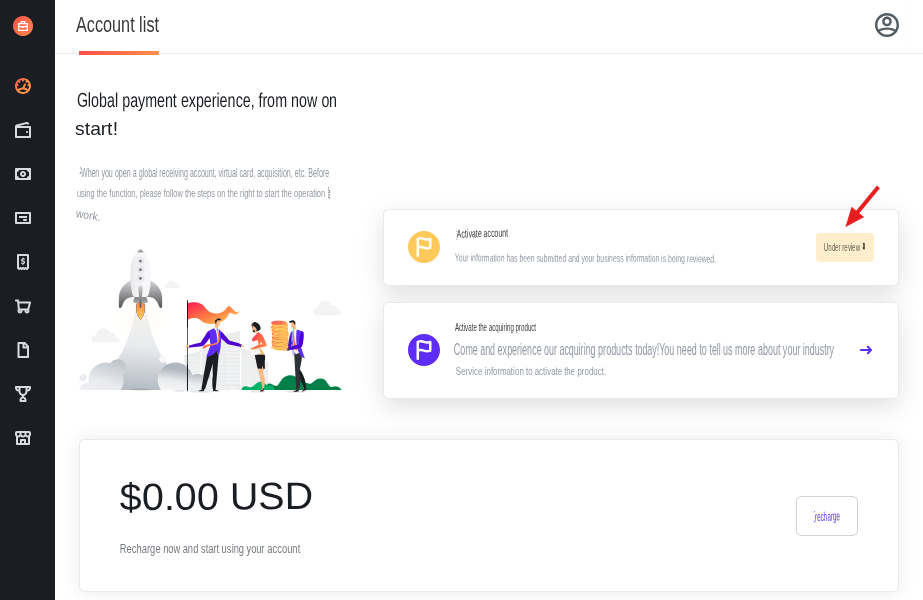 Account list
Global payment experience, from now on
start!
When you open a global receiving account, virtual card, acquisition, etc. Before
using the function, please follow the steps on the right to start the operation
work.
Activate account
Your information has been submitted and your business information is being reviewed.
Under review
Activate the acquiring product
Come and experience our acquiring products today!You need to tell us more about your industry
Service information to activate the product.
$0.00 USD
Recharge now and start using your account
recharge